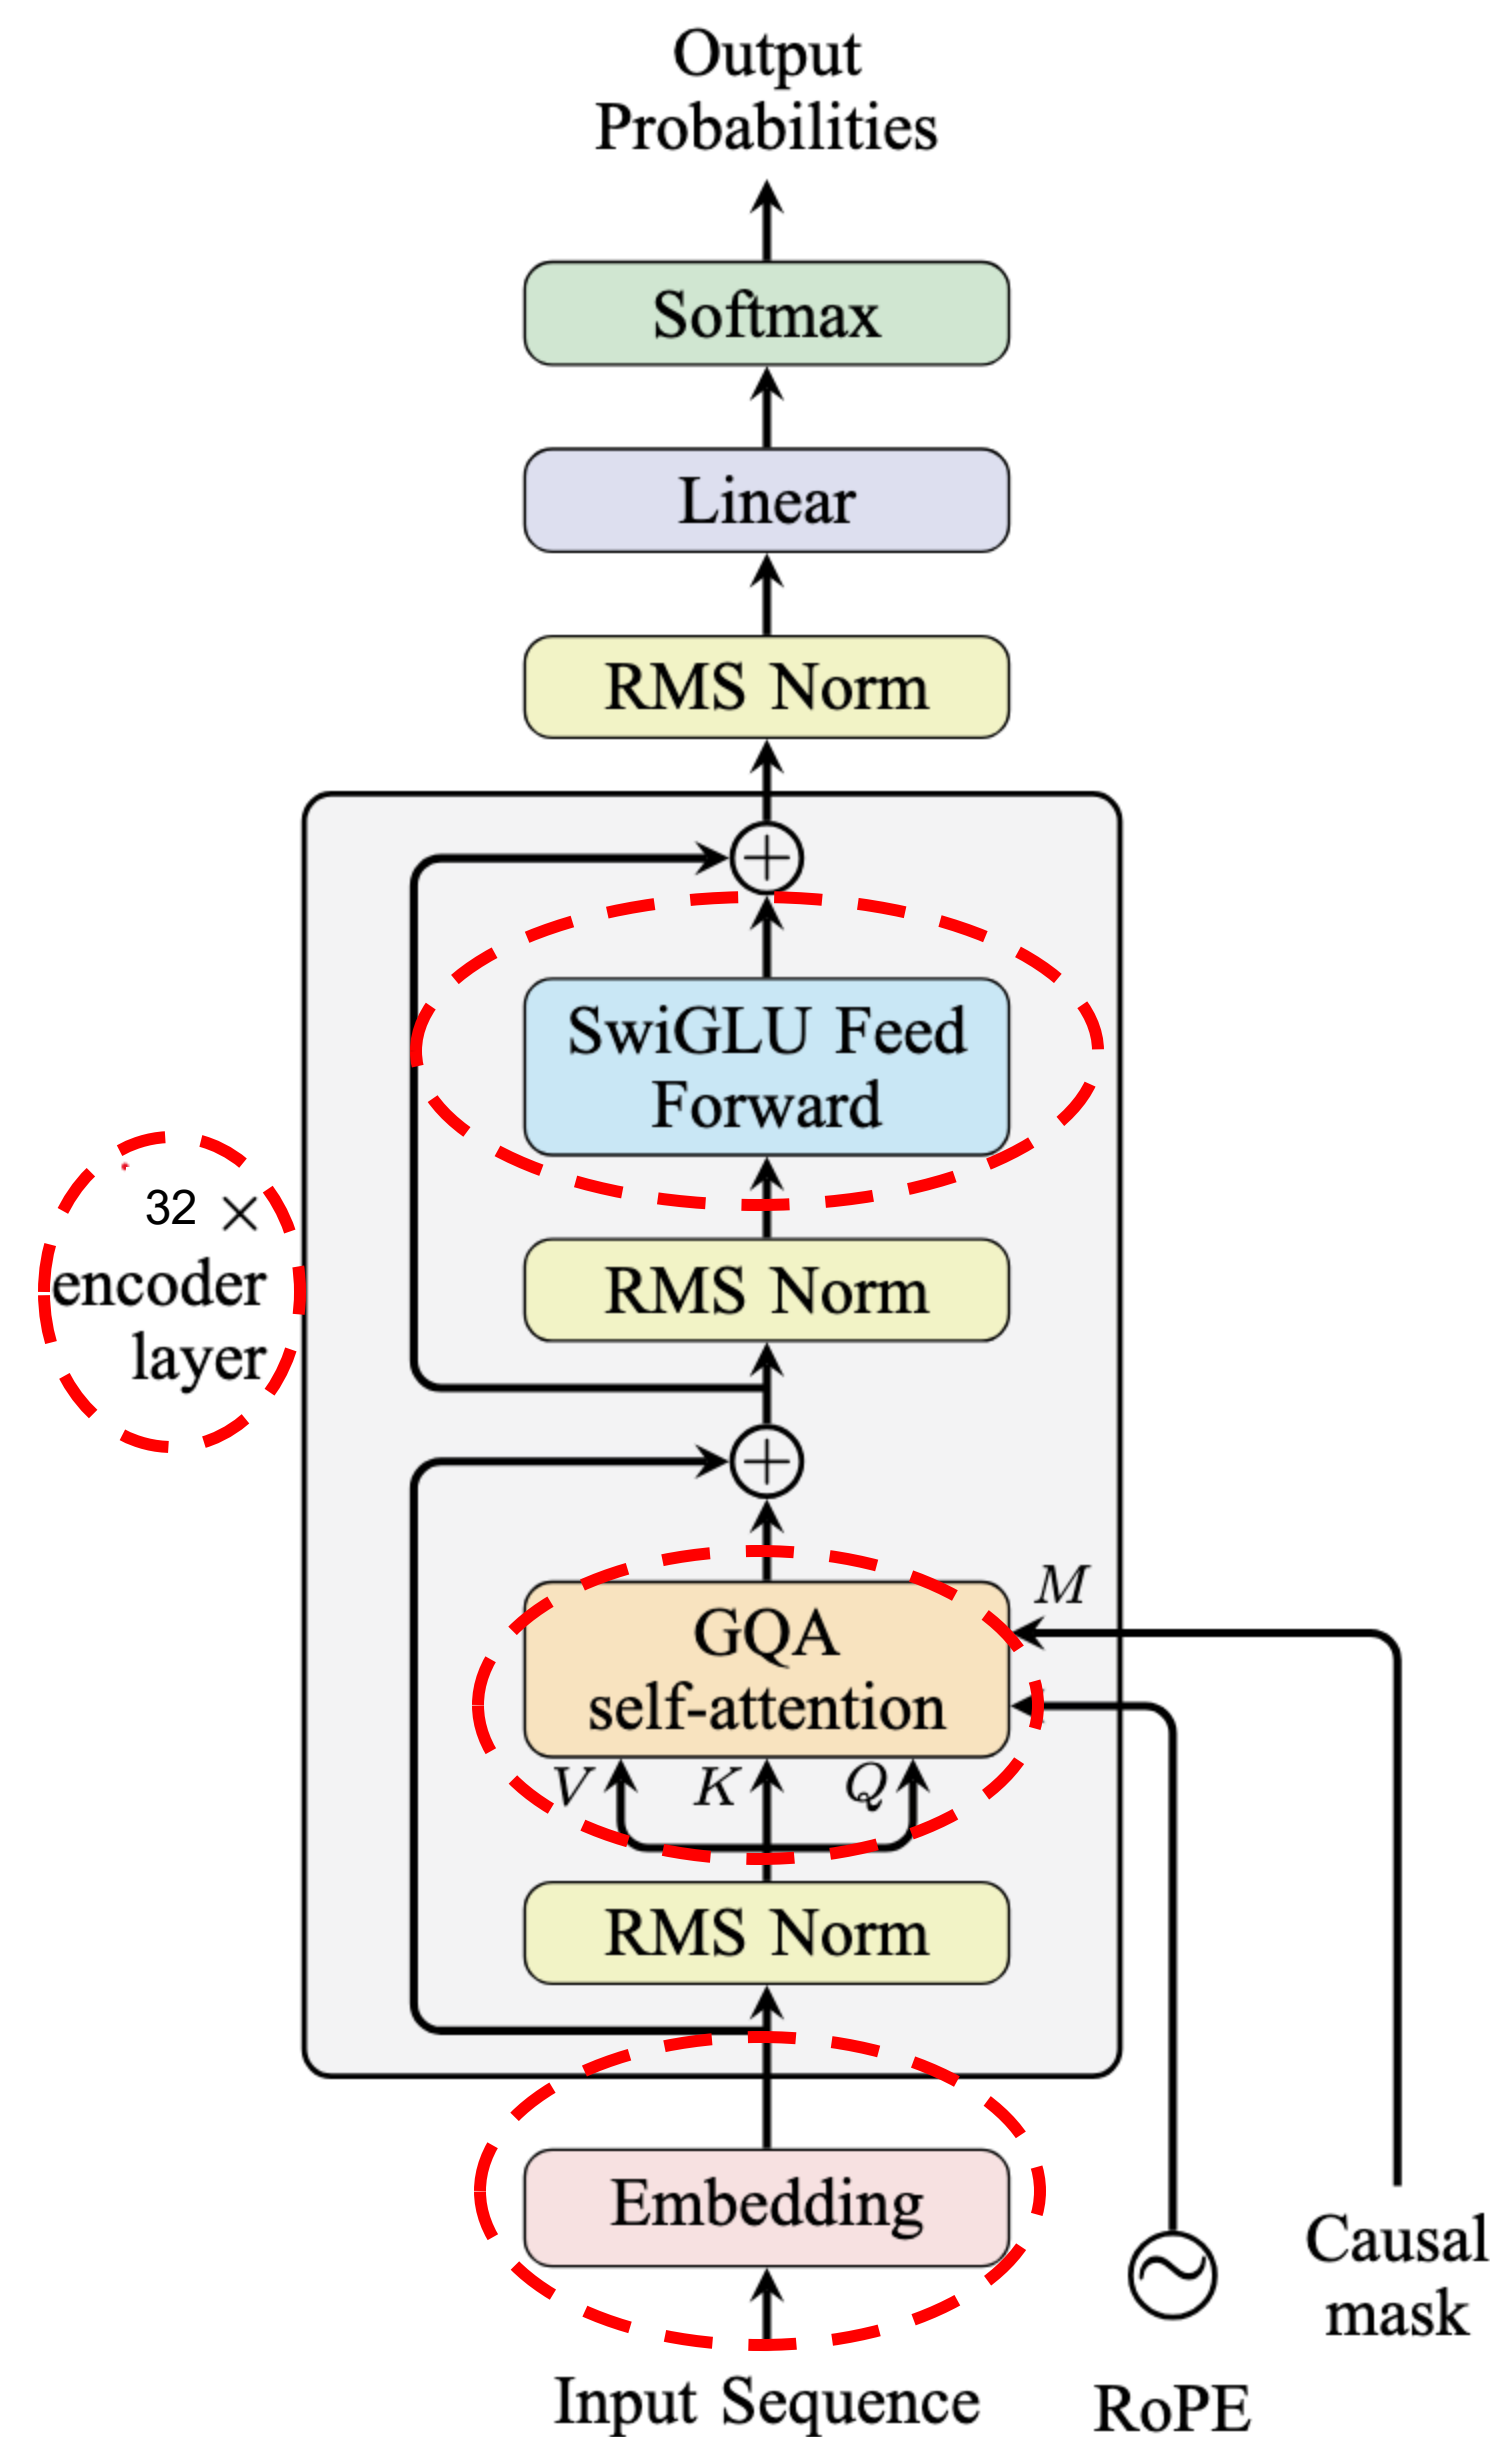 Output
Probabilities
Softmax
Linear
RMS Norm
SwiGLU Feed
Forward
32 ×
encoder
layer
RMS Norm
M
GQA
self-attention
V K Q
RMS Norm
Embedding
Causal
mask
Input Sequence
RoPE